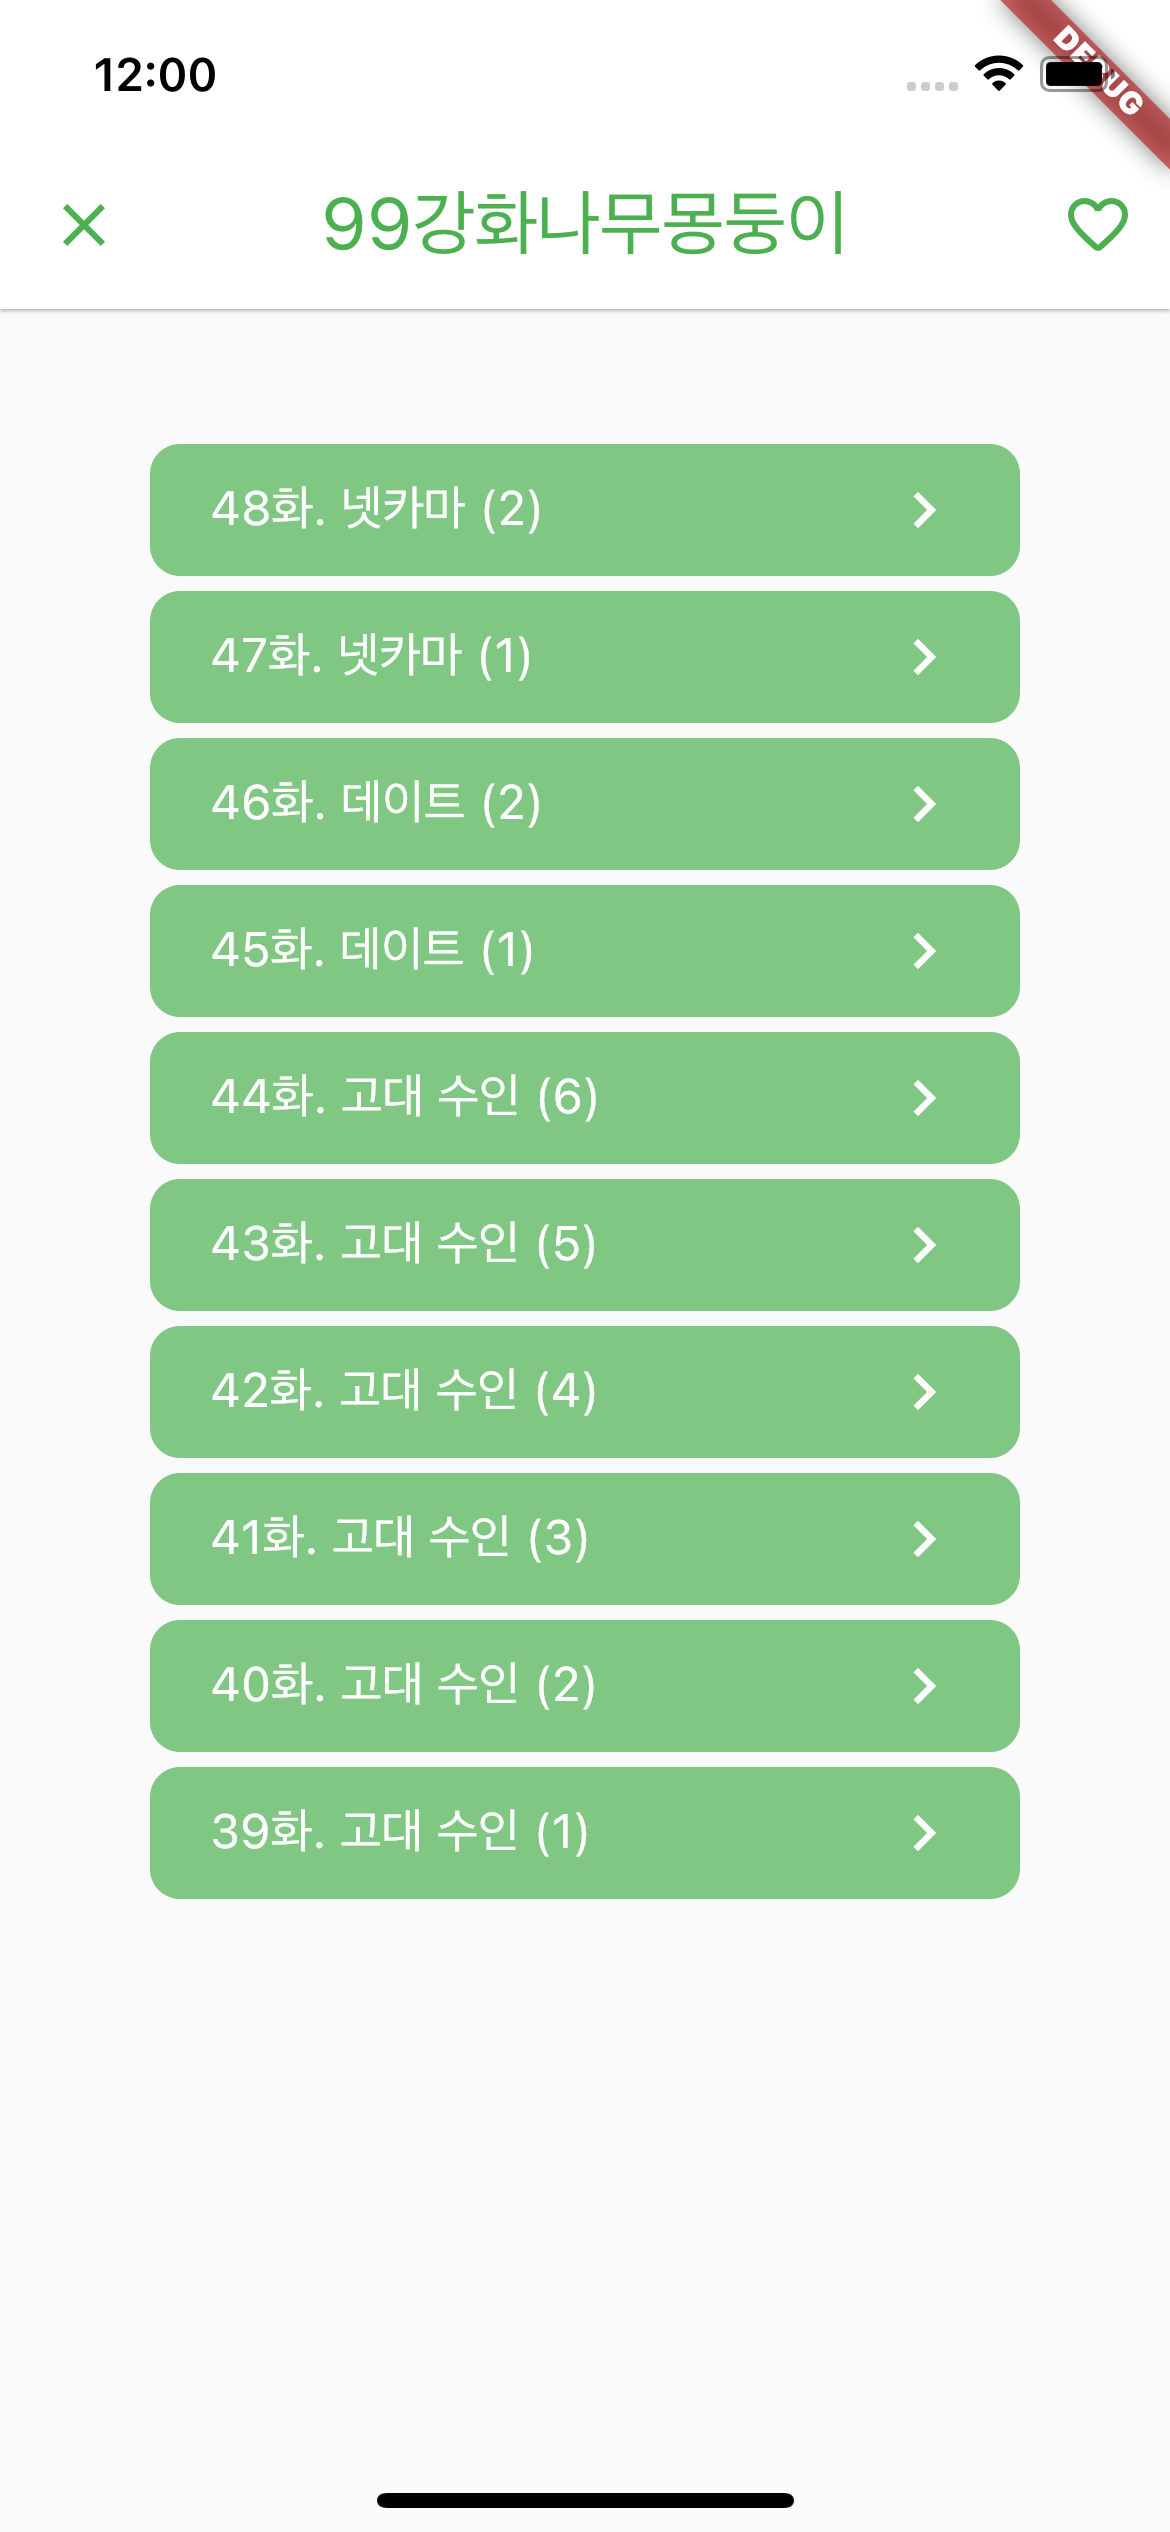 12:00
DEBUG
99강화나무몽둥이
48화. 넷카마 (2)
47화. 넷카마 (1)
46화. 데이트 (2)
45화. 데이트 (1)
44화. 고대 수인 (6)
43화. 고대 수인 (5)
42화. 고대 수인 (4)
41화. 고대 수인 (3)
40화. 고대 수인 (2)
39화. 고대 수인 (1)